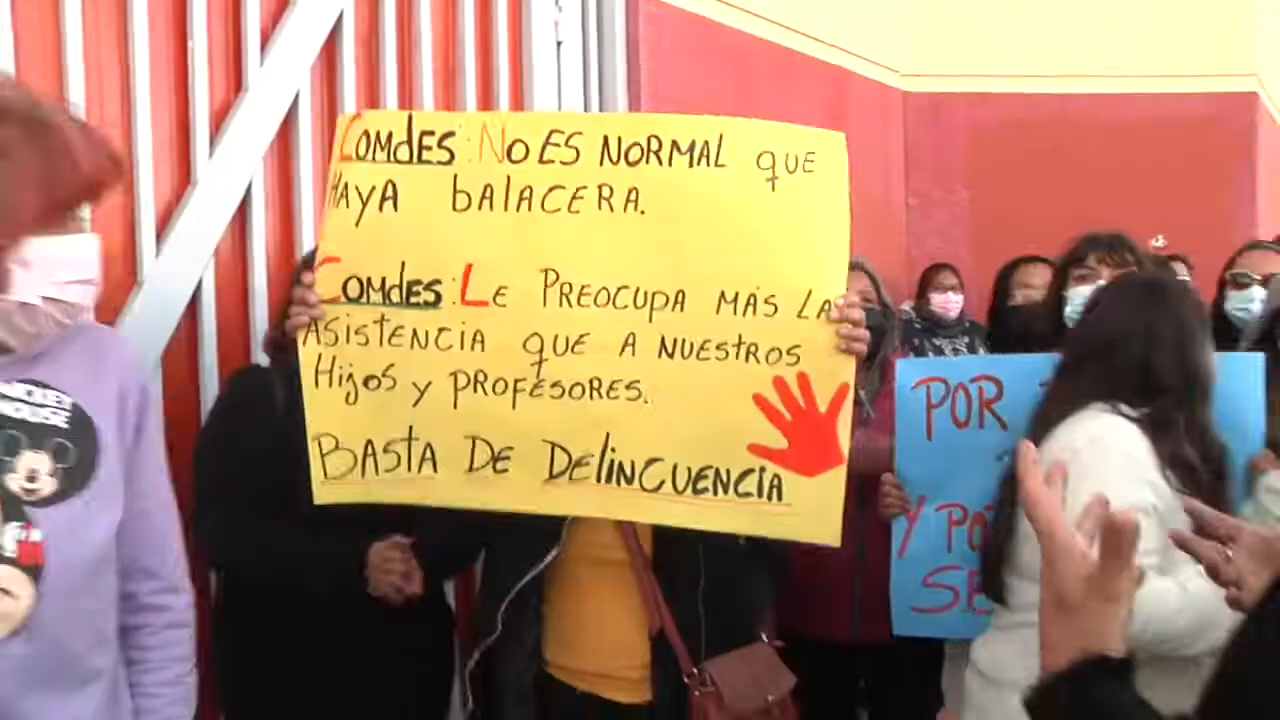 COMdES: NO ES NORMAL QUE
HAYA bALACERA.
COMdES: LE PREOCUPA MÁS LA
ASISTENCIA QUE A NUESTROS
Hijos y PROFESORES.
BASTA DE DELINCUENCIA
POR
Y
SE
MICKEY
MOUSE